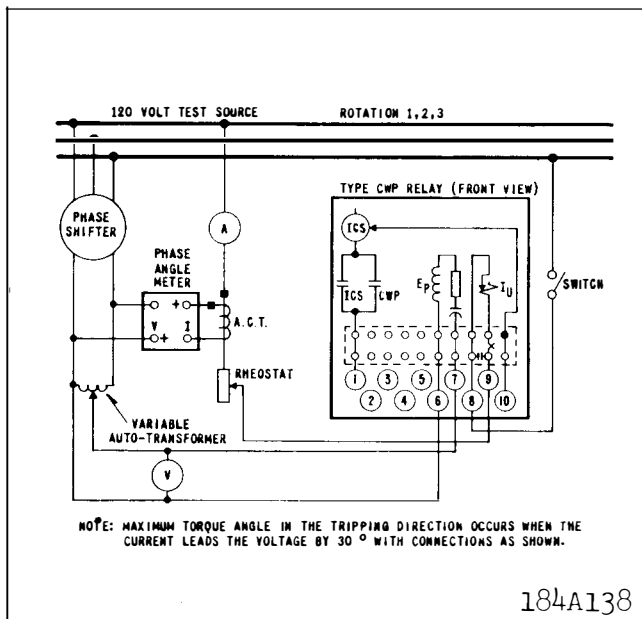 120 VOLT TEST SOURCE ROTATION 1,2,3
TYPE CWP RELAY (FRONT VIEW)
PHASE
SHIFTER
A
ICS
PHASE
ANGLE
METER
ICS CWP
EP
IU
SWITCH
+
V I
+
A.C.T.
RHEOSTAT
1 3 5 7 9
2 4 6 8 10
VARIABLE
AUTO-TRANSFORMER
V
NOTE: MAXIMUM TORQUE ANGLE IN THE TRIPPING DIRECTION OCCURS WHEN THE
CURRENT LEADS THE VOLTAGE BY 30 ° WITH CONNECTIONS AS SHOWN.
184A138